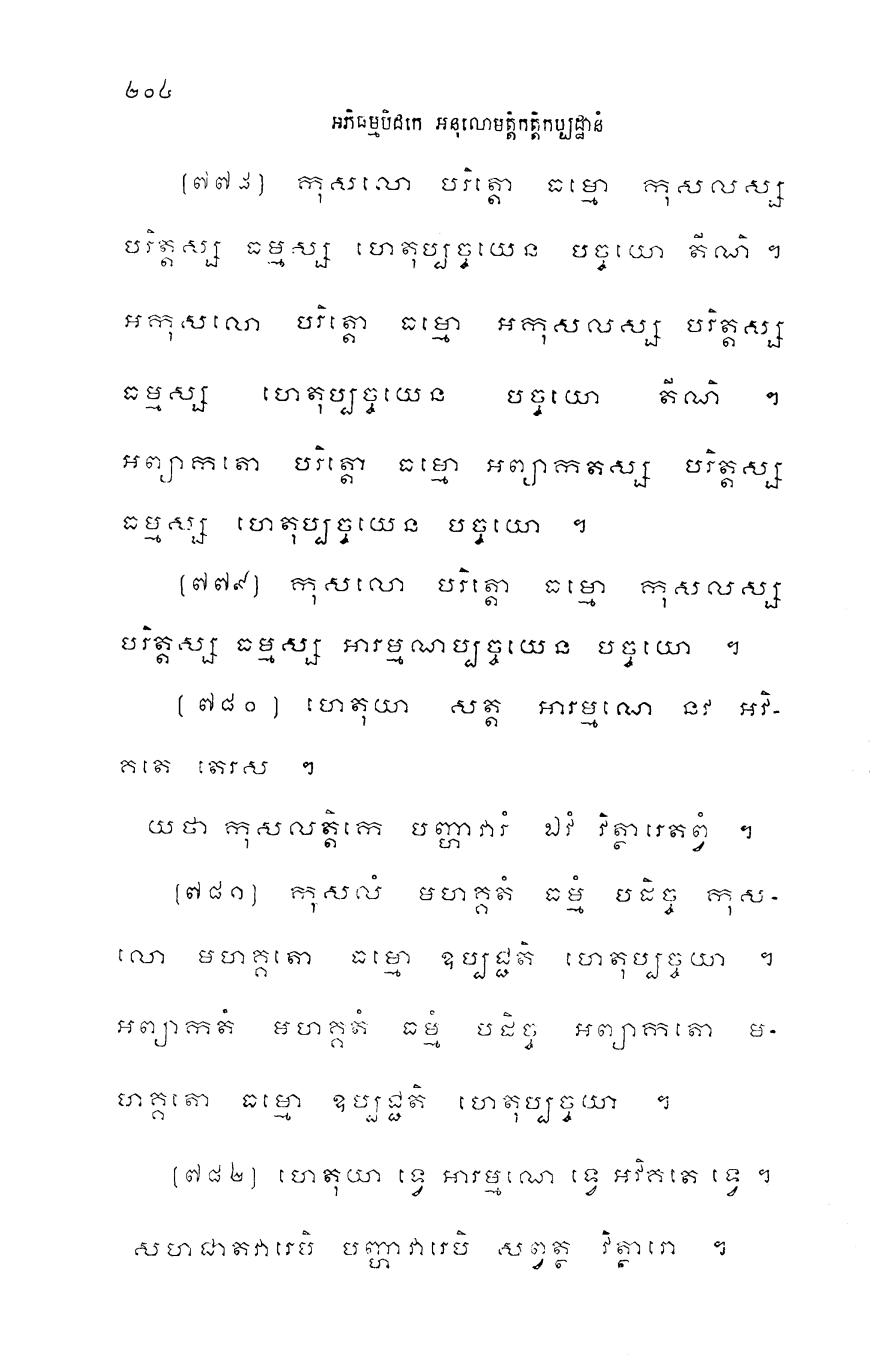 ២០៤
អភិធម្មបិដកេ អនុលោមត្តិកត្តិកប្បដ្ឋានំ
[៧៧៨] កុសលោ បរិត្តោ ធម្មោ កុសលស្ស
បរិត្តស្ស ធម្មស្ស ហេតុប្បច្ចយេន បច្ចយោ តីណិ ។
អកុសលោ បរិត្តោ ធម្មោ អកុសលស្ស បរិត្តស្ស
ធម្មស្ស ហេតុប្បច្ចយេន បច្ចយោ តីណិ ។
អព្យាកតោ បរិត្តោ ធម្មោ អព្យាកតស្ស បរិត្តស្ស
ធម្មស្ស ហេតុប្បច្ចយេន បច្ចយោ ។
[៧៧៩] កុសលោ បរិត្តោ ធម្មោ កុសលស្ស
បរិត្តស្ស ធម្មស្ស អារម្មណប្បច្ចយេន បច្ចយោ ។
[៧៨០] ហេតុយា សត្ត អារម្មណេ នវ អវិ-
គតេ តេរស ។
យថា កុសលត្តិកេ បញ្ហាវារំ ឯវំ វិត្ថារេតព្វំ ។
[៧៨១] កុសលំ មហគ្គតំ ធម្មំ បដិច្ច កុស-
លោ មហគ្គតោ ធម្មោ ឧប្បជ្ជតិ ហេតុប្បច្ចយា ។
អព្យាកតំ មហគ្គតំ ធម្មំ បដិច្ច អព្យាកតោ ម-
ហគ្គតោ ធម្មោ ឧប្បជ្ជតិ ហេតុប្បច្ចយា ។
[៧៨២] ហេតុយា ទ្វេ អារម្មណេ ទ្វេ អវិគតេ ទ្វេ ។
សហជាតវារេបិ បញ្ហាវារេបិ សព្វត្ថ វិត្ថារោ ។